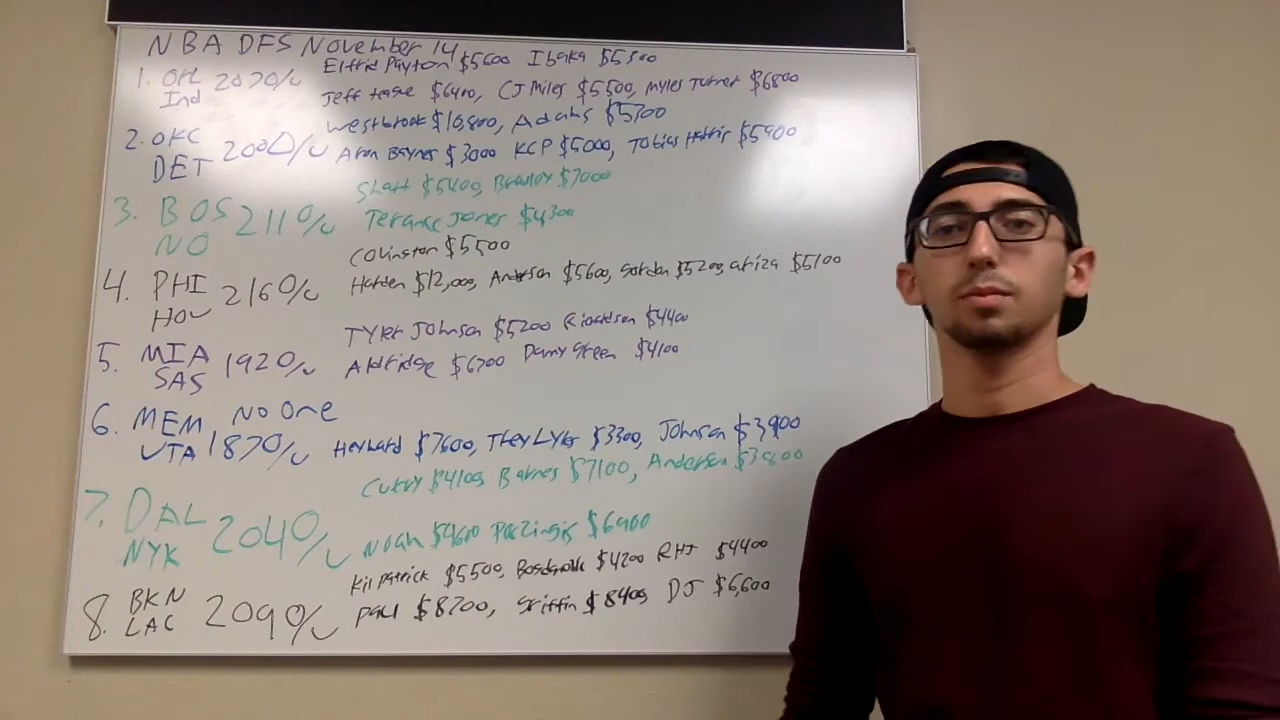 NBA DFS November 14
Elfrid Payton $5600 Ibaka $5500
1. ORL 207 O/U
Ind Jeff teage $6400, CJ Miles $5500, Myles Turner $6800
Westbrook $10,800, Adams $5700
2. OKC 200 O/U
DET Aron Baynes $3000 KCP $5000, Tobias Harris $5900
Smart $5400, Bradley $7000
3. BOS 211 O/U Terance Jones $4300
NO
Covinston $5500
4. PHI 216 O/U Harden $12,000, Anderson $5600, Gordon $5200, ariza $5100
HOU
Tyler Johnson $5200 Richardson $4400
5. MIA 192 O/U Aldridge $6700 Danny Green $4100
SAS
6. MEM No One
UTA 187 O/U Hayward $7600, Trey Lyles $3300, Johnson $3900
Curry $4100, Barnes $7100, Anderson $3800
7. DAL 204 O/U
NYK Noah $4600 Porzingis $6900
Kilpatrick $5500, $4200 RHJ $4400
8. BKN 209 O/U Paul $8700, Griffin $8400, DJ $6,600
LAC